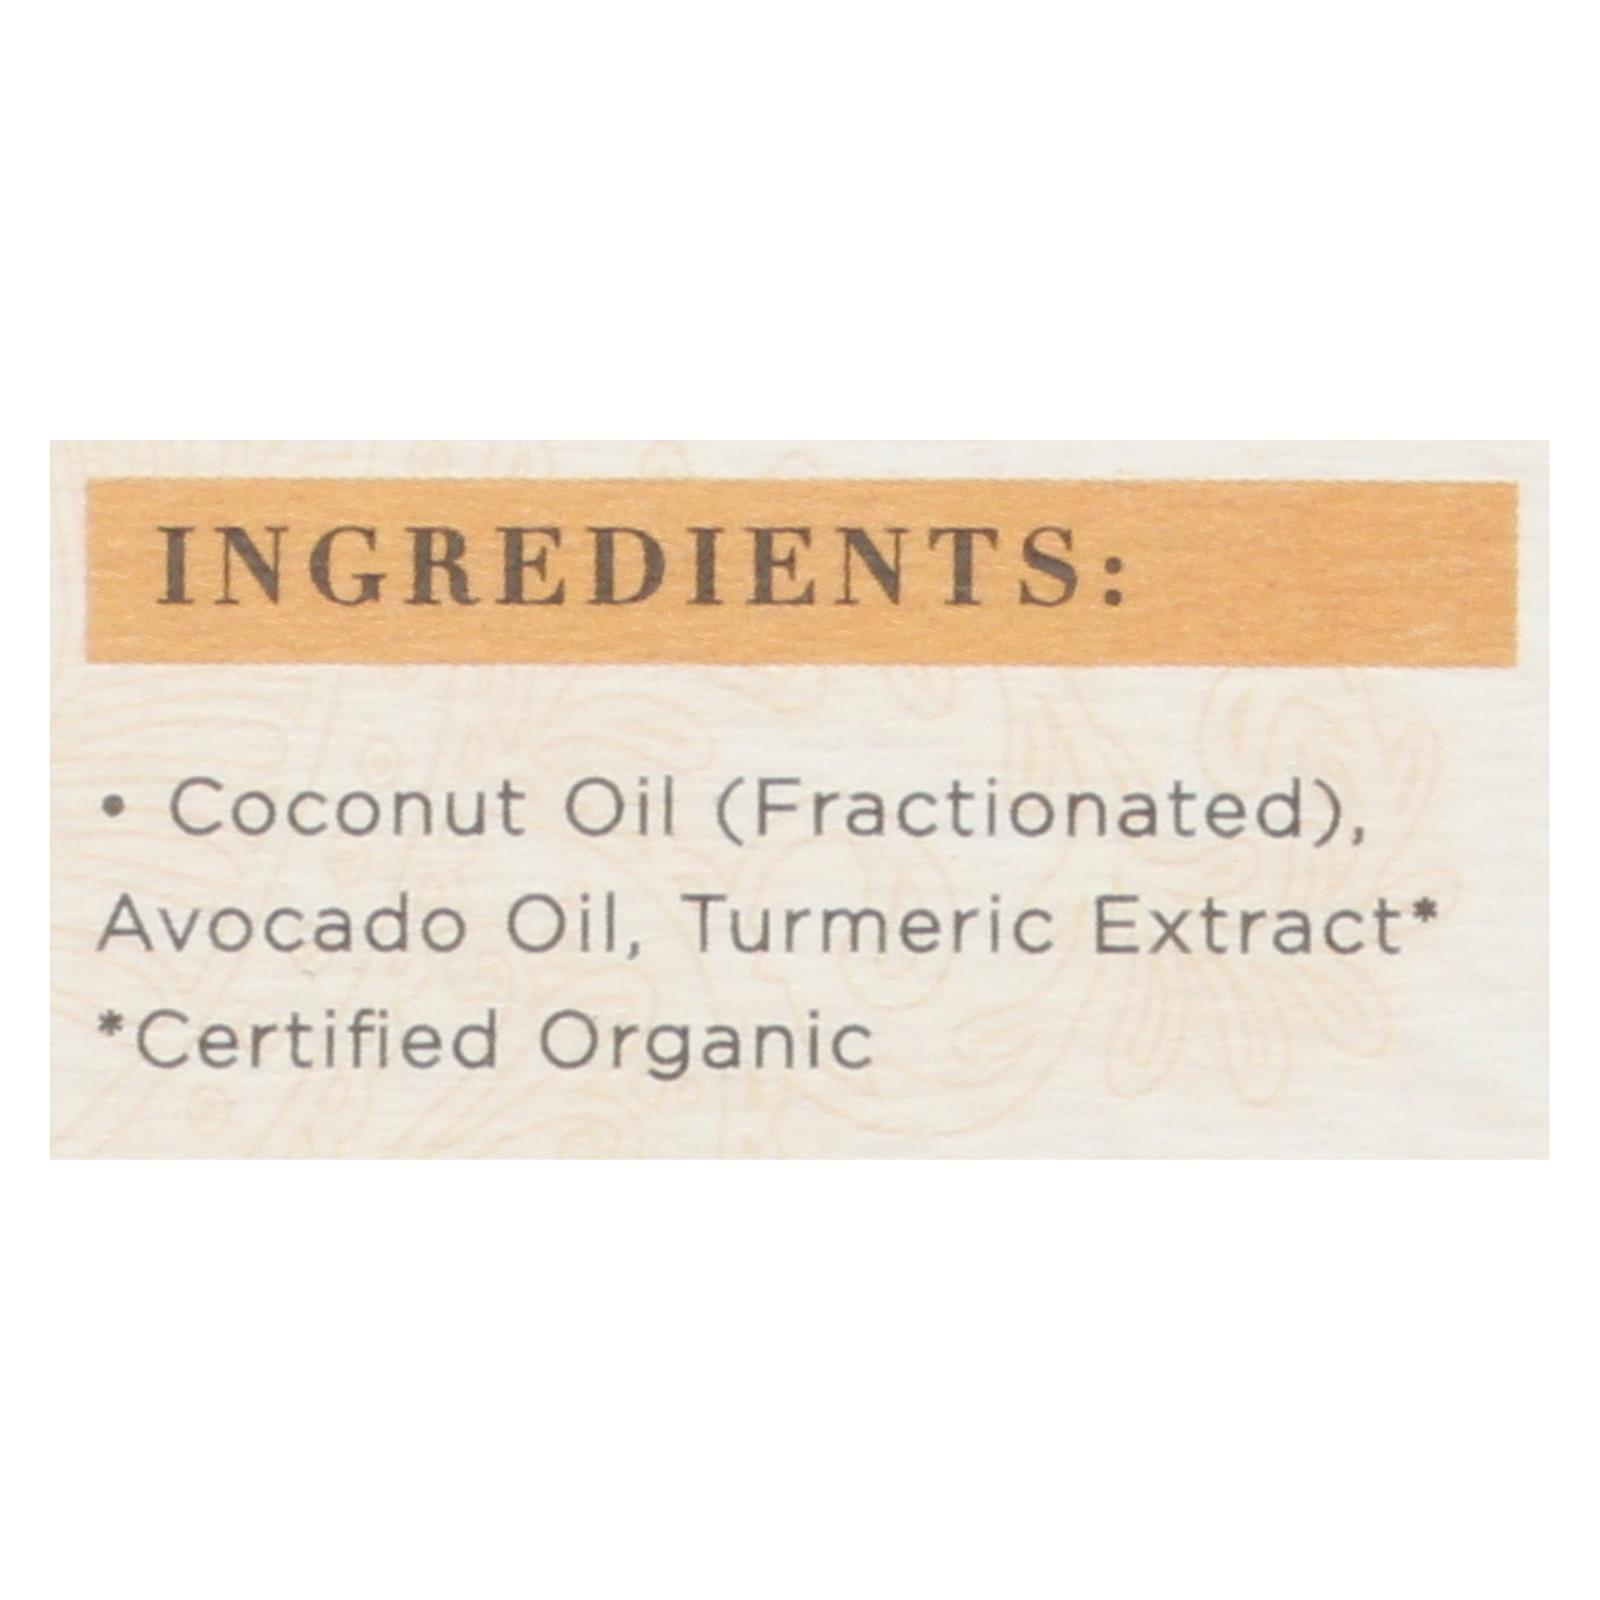 INGREDIENTS:
• Coconut Oil (Fractionated),
Avocado Oil, Turmeric Extract*
*Certified Organic